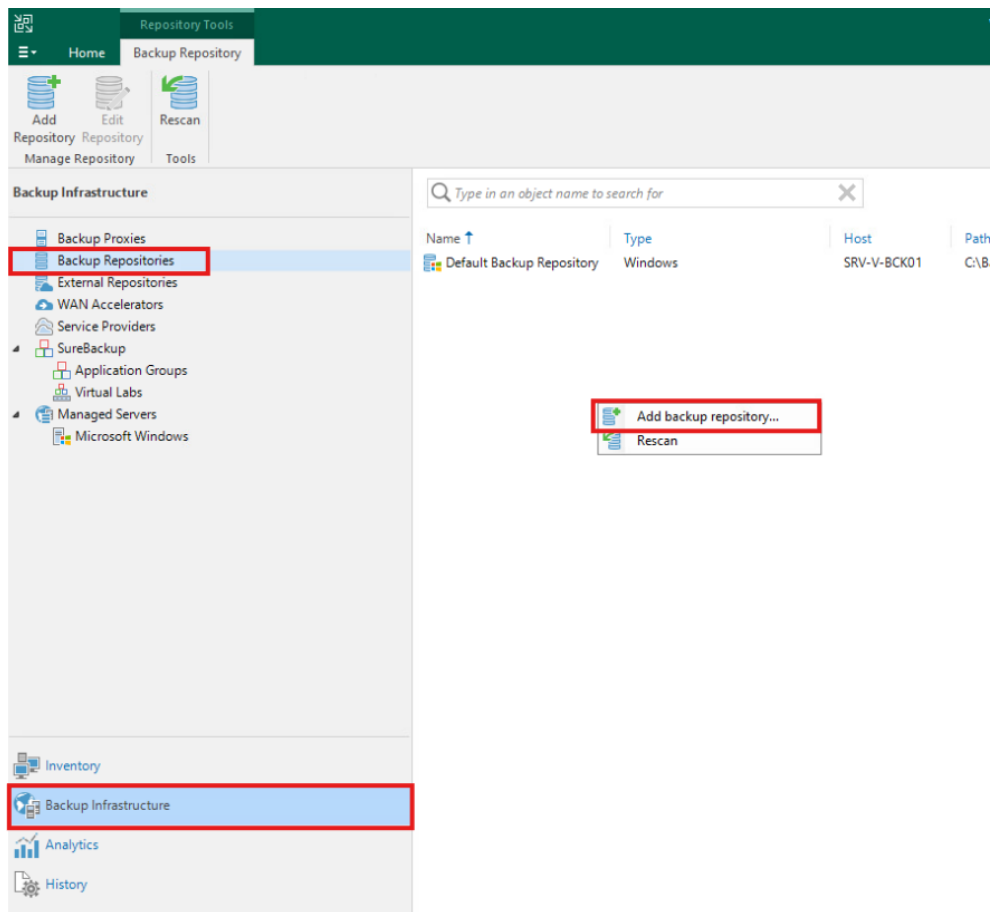 Repository Tools
Home Backup Repository
Add Repository
Edit Repository
Rescan
Manage Repository Tools
Backup Infrastructure
Type in an object name to search for
Backup Proxies
Backup Repositories
External Repositories
WAN Accelerators
Service Providers
SureBackup
Application Groups
Virtual Labs
Managed Servers
Microsoft Windows
Name Type Host Path
Default Backup Repository Windows SRV-V-BCK01 C:\B
Add backup repository...
Rescan
Inventory
Backup Infrastructure
Analytics
History